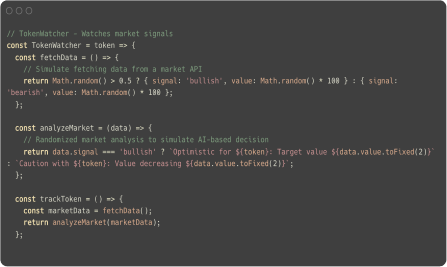 // TokenWatcher - Watches market signals
const TokenWatcher = token => {
  const fetchData = () => {
    // Simulate fetching data from a market API
    return Math.random() > 0.5 ? { signal: 'bullish', value: Math.random() * 100 } : { signal:
'bearish', value: Math.random() * 100 };
  };

  const analyzeMarket = (data) => {
    // Randomized market analysis to simulate AI-based decision
    return data.signal === 'bullish' ? `Optimistic for ${token}: Target value ${data.value.toFixed(2)}`
: `Caution with ${token}: Value decreasing ${data.value.toFixed(2)}`;
  };

  const trackToken = () => {
    const marketData = fetchData();
    return analyzeMarket(marketData);
  };